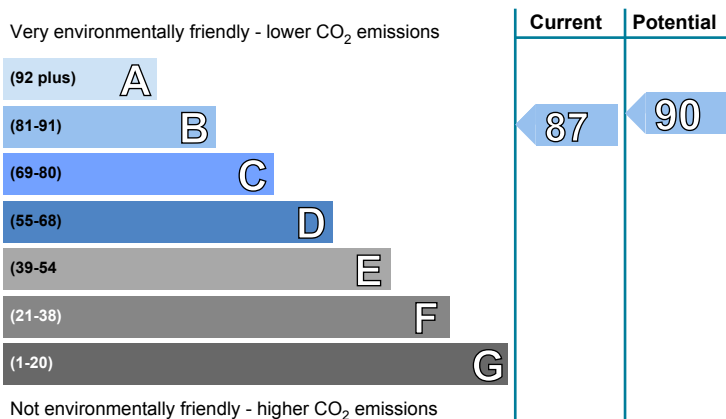 Current Potential
Very environmentally friendly - lower CO2 emissions
(92 plus) A
(81-91) B 87 90
(69-80) C
(55-68) D
(39-54 E
(21-38) F
(1-20) G
Not environmentally friendly - higher CO2 emissions